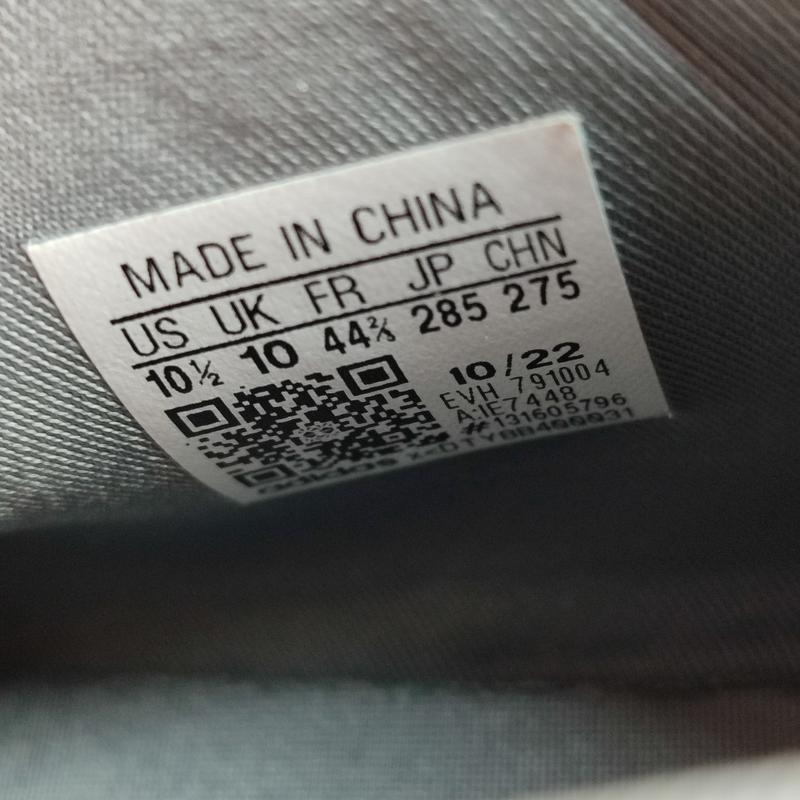 MADE IN CHINA
US UK FR JP CHN
10½ 10 44⅔ 285 275
10/22
EVH 791004
A:IE7448
#131605796
adidas